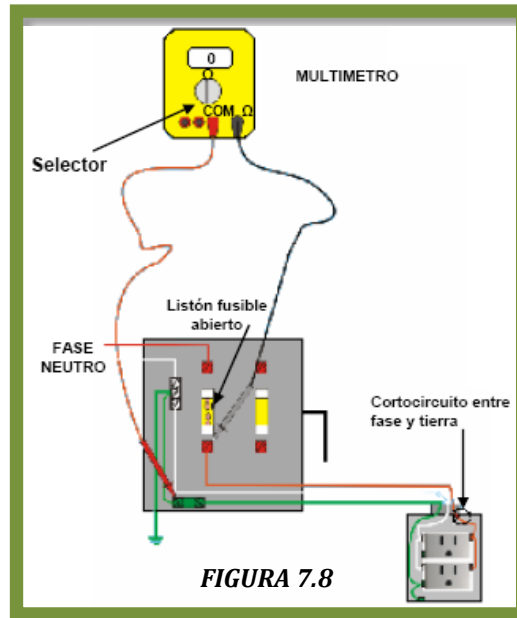 0
Ω
MULTIMETRO
COM Ω
Selector
Listón fusible
abierto
FASE
NEUTRO
Cortocircuito entre
fase y tierra
FIGURA 7.8